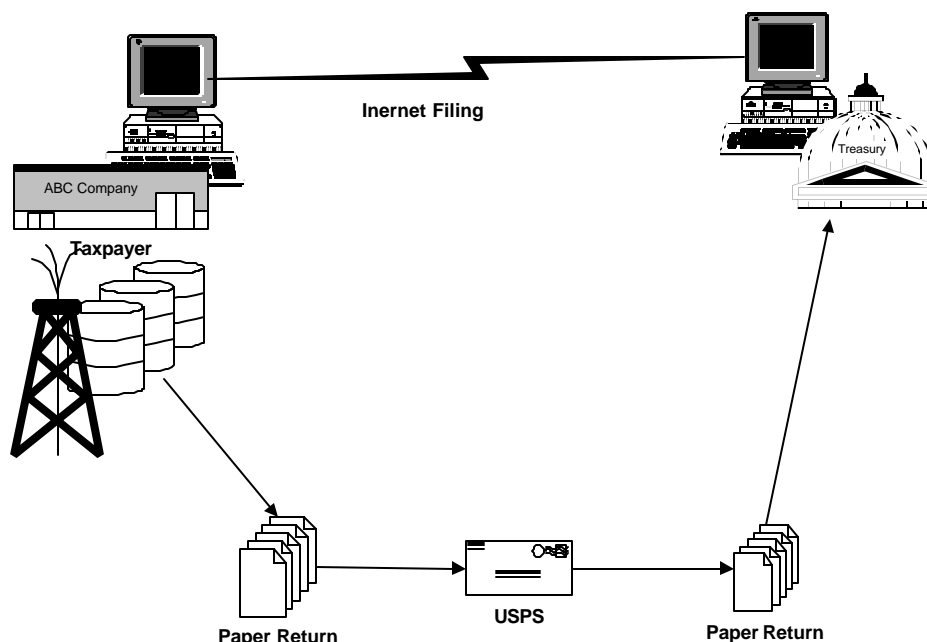 Inernet Filing
Treasury
ABC Company
Taxpayer
USPS
Paper Return
Paper Return